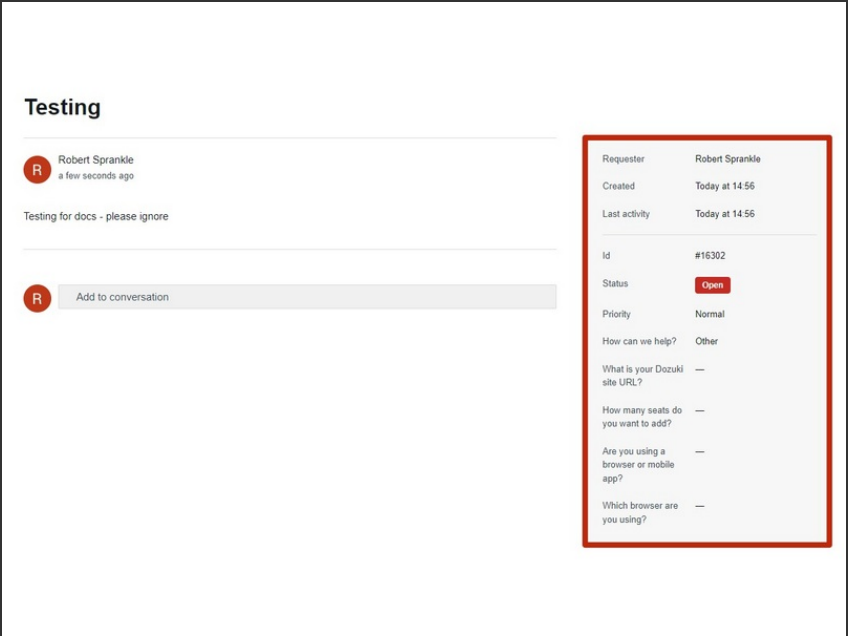 Testing
R
Robert Sprankle
a few seconds ago
Testing for docs - please ignore
R
Add to conversation
Requester Robert Sprankle
Created Today at 14:56
Last activity Today at 14:56
Id #16302
Status Open
Priority Normal
How can we help? Other
What is your Dozuki —
site URL?
How many seats do —
you want to add?
Are you using a —
browser or mobile
app?
Which browser are —
you using?